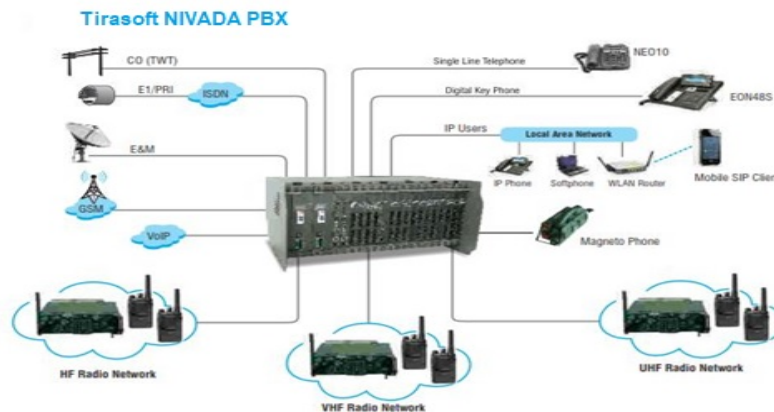 Tirasoft NIVADA PBX
CO (TWT)
E1/PRI
ISDN
E&M
GSM
VoIP
Single Line Telephone
NEO10
Digital Key Phone
EON48S
IP Users
Local Area Network
IP Phone
Softphone
WLAN Router
Mobile SIP Client
Magneto Phone
HF Radio Network
VHF Radio Network
UHF Radio Network